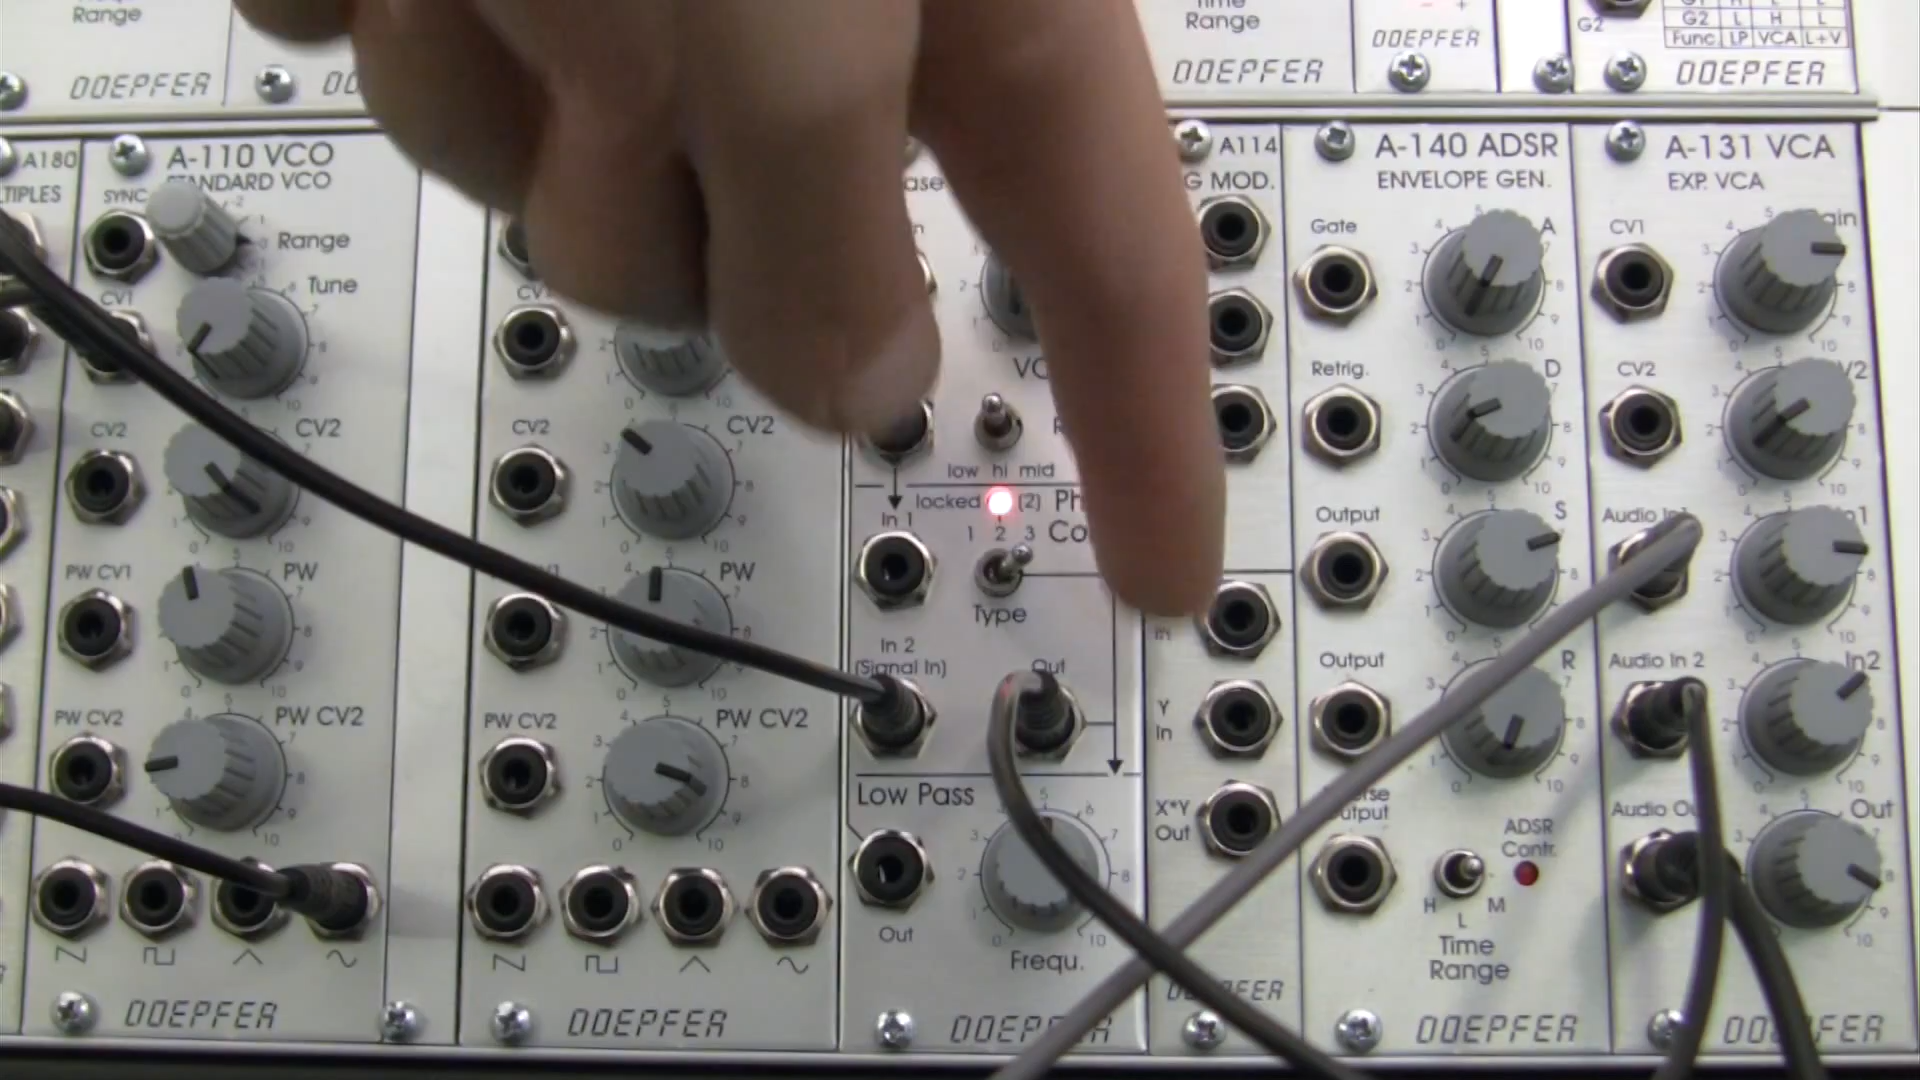 Range
DOEPFER
Time
Range
DOEPFER
- +
DOEPFER
G2
G1 H L L
G2 L H L
Func. LP VCA L+V
DOEPFER
A180
A-110 VCO
STANDARD VCO
SYNC
Range
Tune
CV1
CV2
CV2
PW CV1
PW
PW CV2
PW CV2
DOEPFER
CV2
CV2
PW
PW CV2
PW CV2
DOEPFER
low hi mid
locked (2)
In 1
1 2 3
Type
In 2
(Signal In)
Out
Low Pass
Out
Frequ.
A114
MOD.
In
Y
In
X*Y
Out
A-140 ADSR
ENVELOPE GEN.
Gate
A
Retrig.
D
Output
S
Output
R
ADSR
Contr.
H L M
Time
Range
DOEPFER
A-131 VCA
EXP. VCA
CV1
CV2
Audio In 2
In2
Out